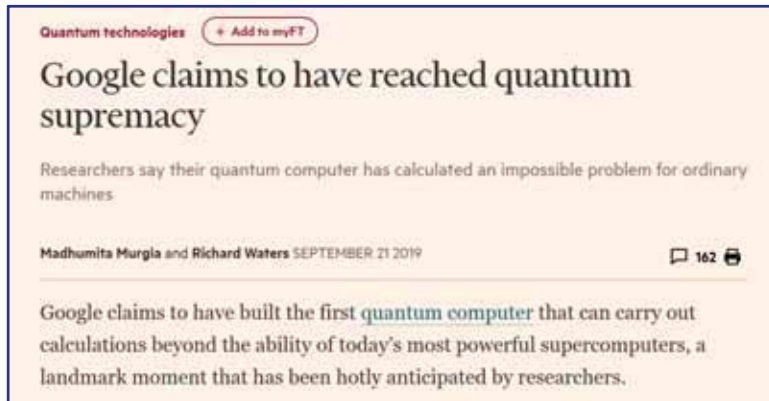 Quantum technologies + Add to myFT
Google claims to have reached quantum
supremacy
Researchers say their quantum computer has calculated an impossible problem for ordinary
machines
Madhumita Murgia and Richard Waters SEPTEMBER 21 2019 162
Google claims to have built the first quantum computer that can carry out
calculations beyond the ability of today's most powerful supercomputers, a
landmark moment that has been hotly anticipated by researchers.